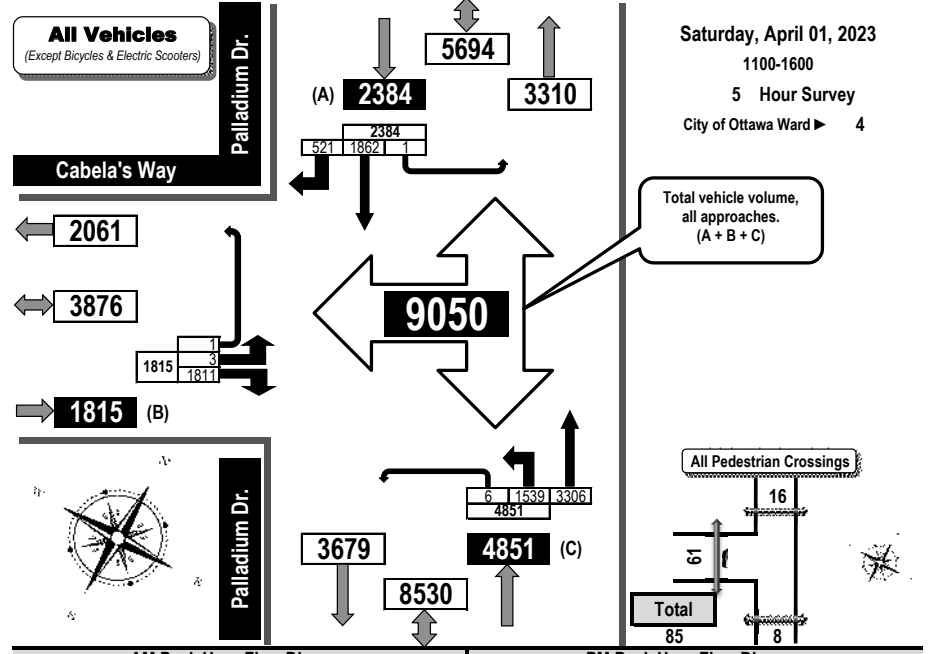 All Vehicles
(Except Bicycles & Electric Scooters)
Palladium Dr.
Cabela's Way
5694
(A) 2384
3310
2384
521 1862 1
Saturday, April 01, 2023
1100-1600
5 Hour Survey
City of Ottawa Ward ► 4
Total vehicle volume,
all approaches.
(A + B + C)
2061
3876
9050
1
1815 3
1811
1815 (B)
Palladium Dr.
6 1539 3306
4851
3679
4851 (C)
8530
All Pedestrian Crossings
16
61
Total
85
8